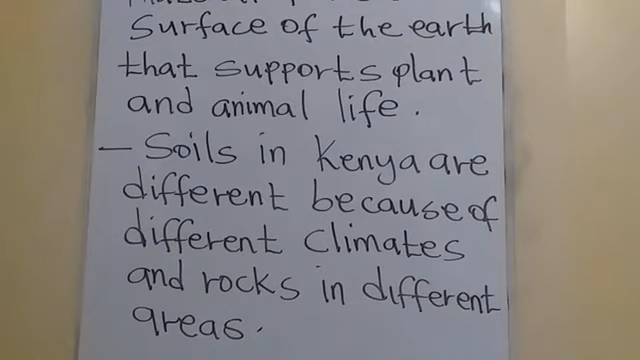 surface of the earth
that supports plant
and animal life.
— Soils in Kenya are
different because of
different climates
and rocks in different
areas.